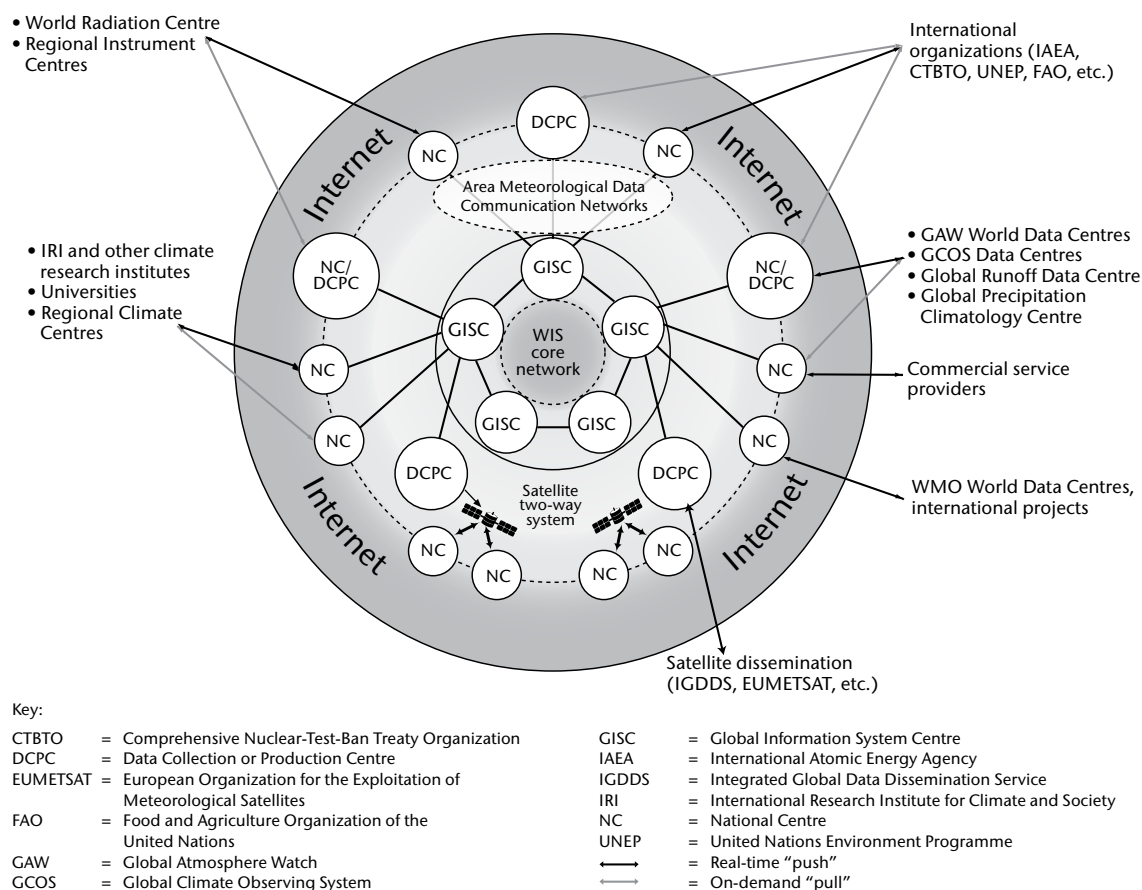 • World Radiation Centre
• Regional Instrument
Centres
International
organizations (IAEA,
CTBTO, UNEP, FAO, etc.)
Internet
Internet
DCPC
NC
NC
Area Meteorological Data
Communication Networks
• IRI and other climate
research institutes
• Universities
• Regional Climate
Centres
NC/
DCPC
GISC
NC/
DCPC
• GAW World Data Centres
• GCOS Data Centres
• Global Runoff Data Centre
• Global Precipitation
Climatology Centre
GISC
GISC
WIS
core
network
NC
NC
Commercial service
providers
GISC
GISC
NC
NC
DCPC
DCPC
Satellite
two-way
system
WMO World Data Centres,
international projects
Internet
Internet
NC
NC
NC
NC
Satellite dissemination
(IGDDS, EUMETSAT, etc.)
Key:
CTBTO = Comprehensive Nuclear-Test-Ban Treaty Organization
DCPC = Data Collection or Production Centre
EUMETSAT = European Organization for the Exploitation of
Meteorological Satellites
FAO = Food and Agriculture Organization of the
United Nations
GAW = Global Atmosphere Watch
GCOS = Global Climate Observing System
GISC = Global Information System Centre
IAEA = International Atomic Energy Agency
IGDDS = Integrated Global Data Dissemination Service
IRI = International Research Institute for Climate and Society
NC = National Centre
UNEP = United Nations Environment Programme
= Real-time “push”
= On-demand “pull”